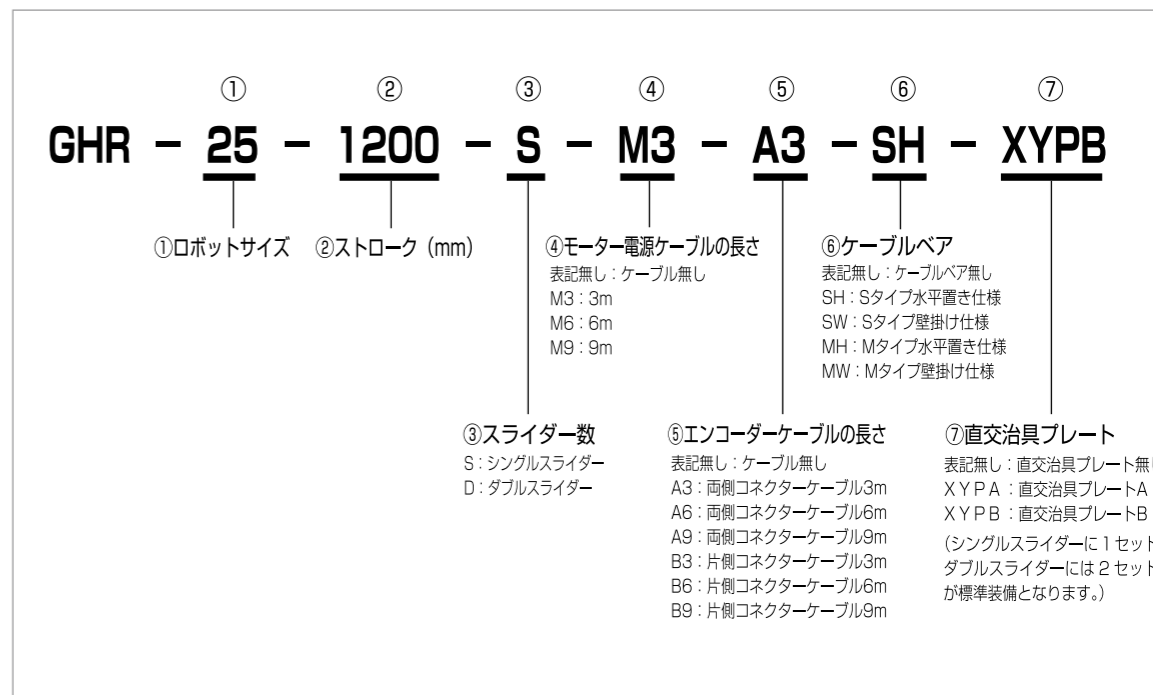 ① ② ③ ④ ⑤ ⑥ ⑦
GHR － 25 － 1200 － S － M3 － A3 － SH － XYPB
①ロボットサイズ
②ストローク（mm）
④モーター電源ケーブルの長さ
表記無し：ケーブル無し
M3：3m
M6：6m
M9：9m
⑥ケーブルベア
表記無し：ケーブルベア無し
SH：Sタイプ水平置き仕様
SW：Sタイプ壁掛け仕様
MH：Mタイプ水平置き仕様
MW：Mタイプ壁掛け仕様
③スライダー数
S：シングルスライダー
D：ダブルスライダー
⑤エンコーダーケーブルの長さ
表記無し：ケーブル無し
A3：両側コネクターケーブル3m
A6：両側コネクターケーブル6m
A9：両側コネクターケーブル9m
B3：片側コネクターケーブル3m
B6：片側コネクターケーブル6m
B9：片側コネクターケーブル9m
⑦直交治具プレート
表記無し：直交治具プレート無し
ＸＹＰＡ：直交治具プレートA
ＸＹＰＢ：直交治具プレートB
（シングルスライダーに１セット
ダブルスライダーには２セット
が標準装備となります。）